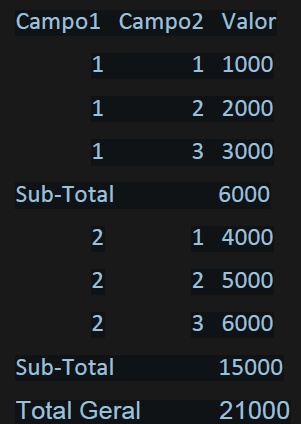 Campo1 Campo2 Valor
1 1 1000
1 2 2000
1 3 3000
Sub-Total 6000
2 1 4000
2 2 5000
2 3 6000
Sub-Total 15000
Total Geral 21000